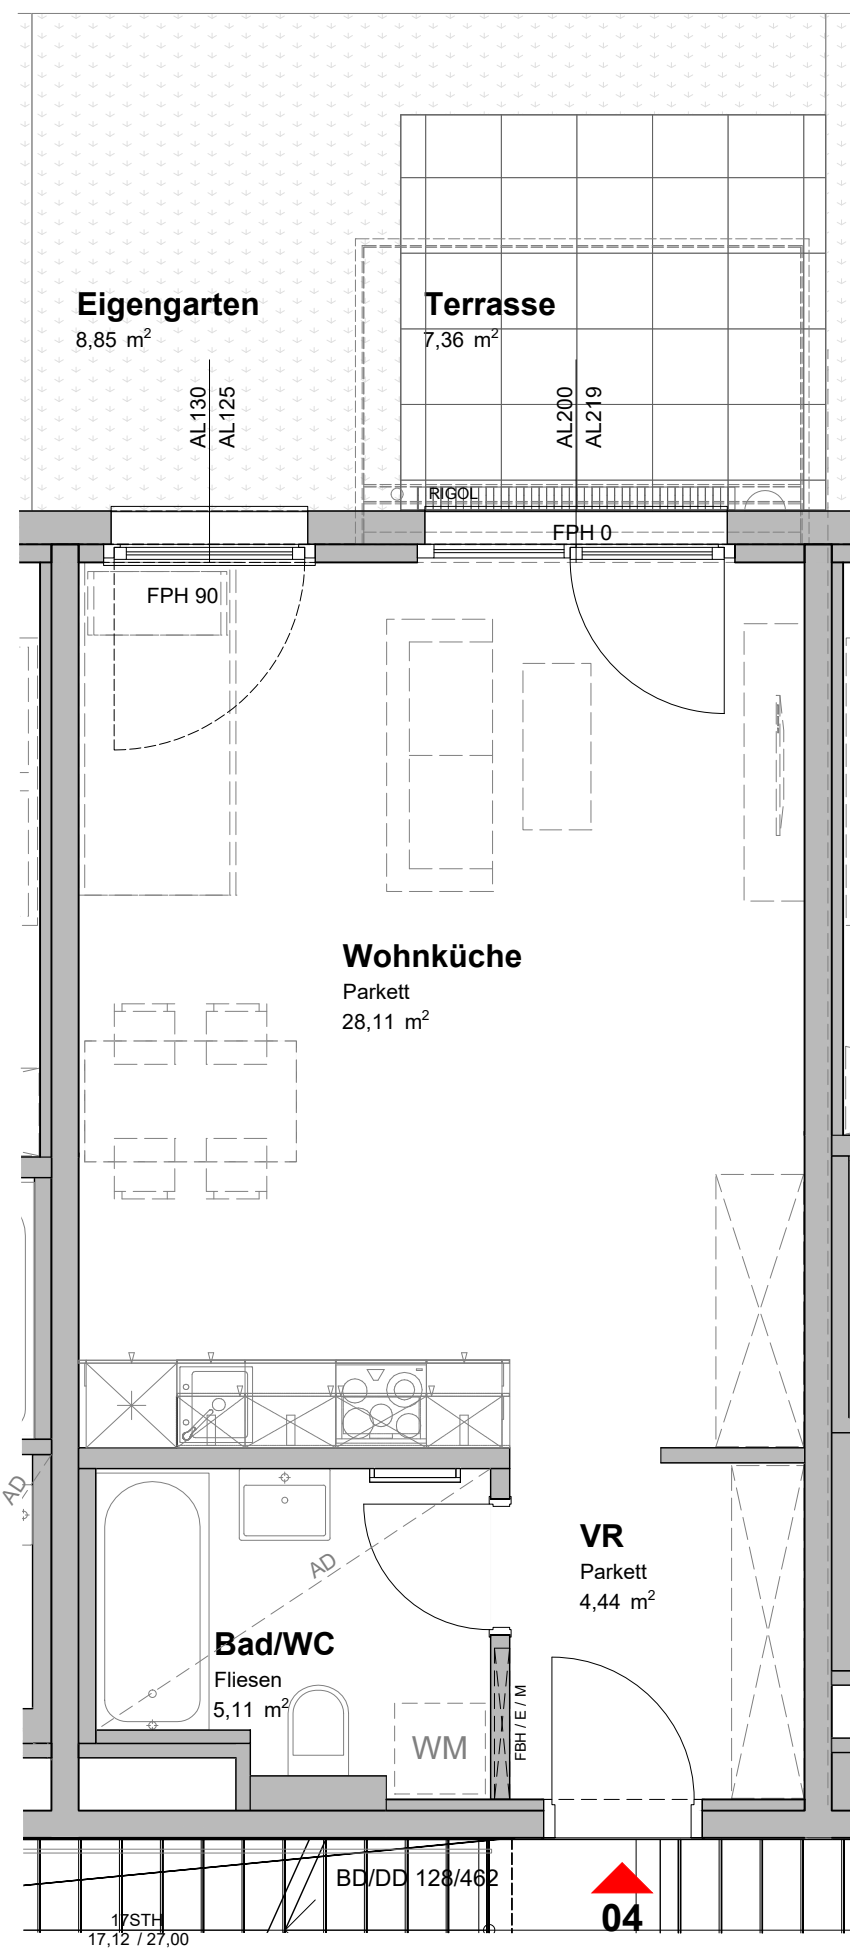 Eigengarten
8,85 m²
Terrasse
7,36 m²
AL130
AL125
AL200
AL219
RIGOL
FPH 0
FPH 90
Wohnküche
Parkett
28,11 m²
AD
AD
VR
Parkett
4,44 m²
Bad/WC
Fliesen
5,11 m²
WM
FBH / E / M
BD/DD 128/462
17STH
17,12 / 27,00
04